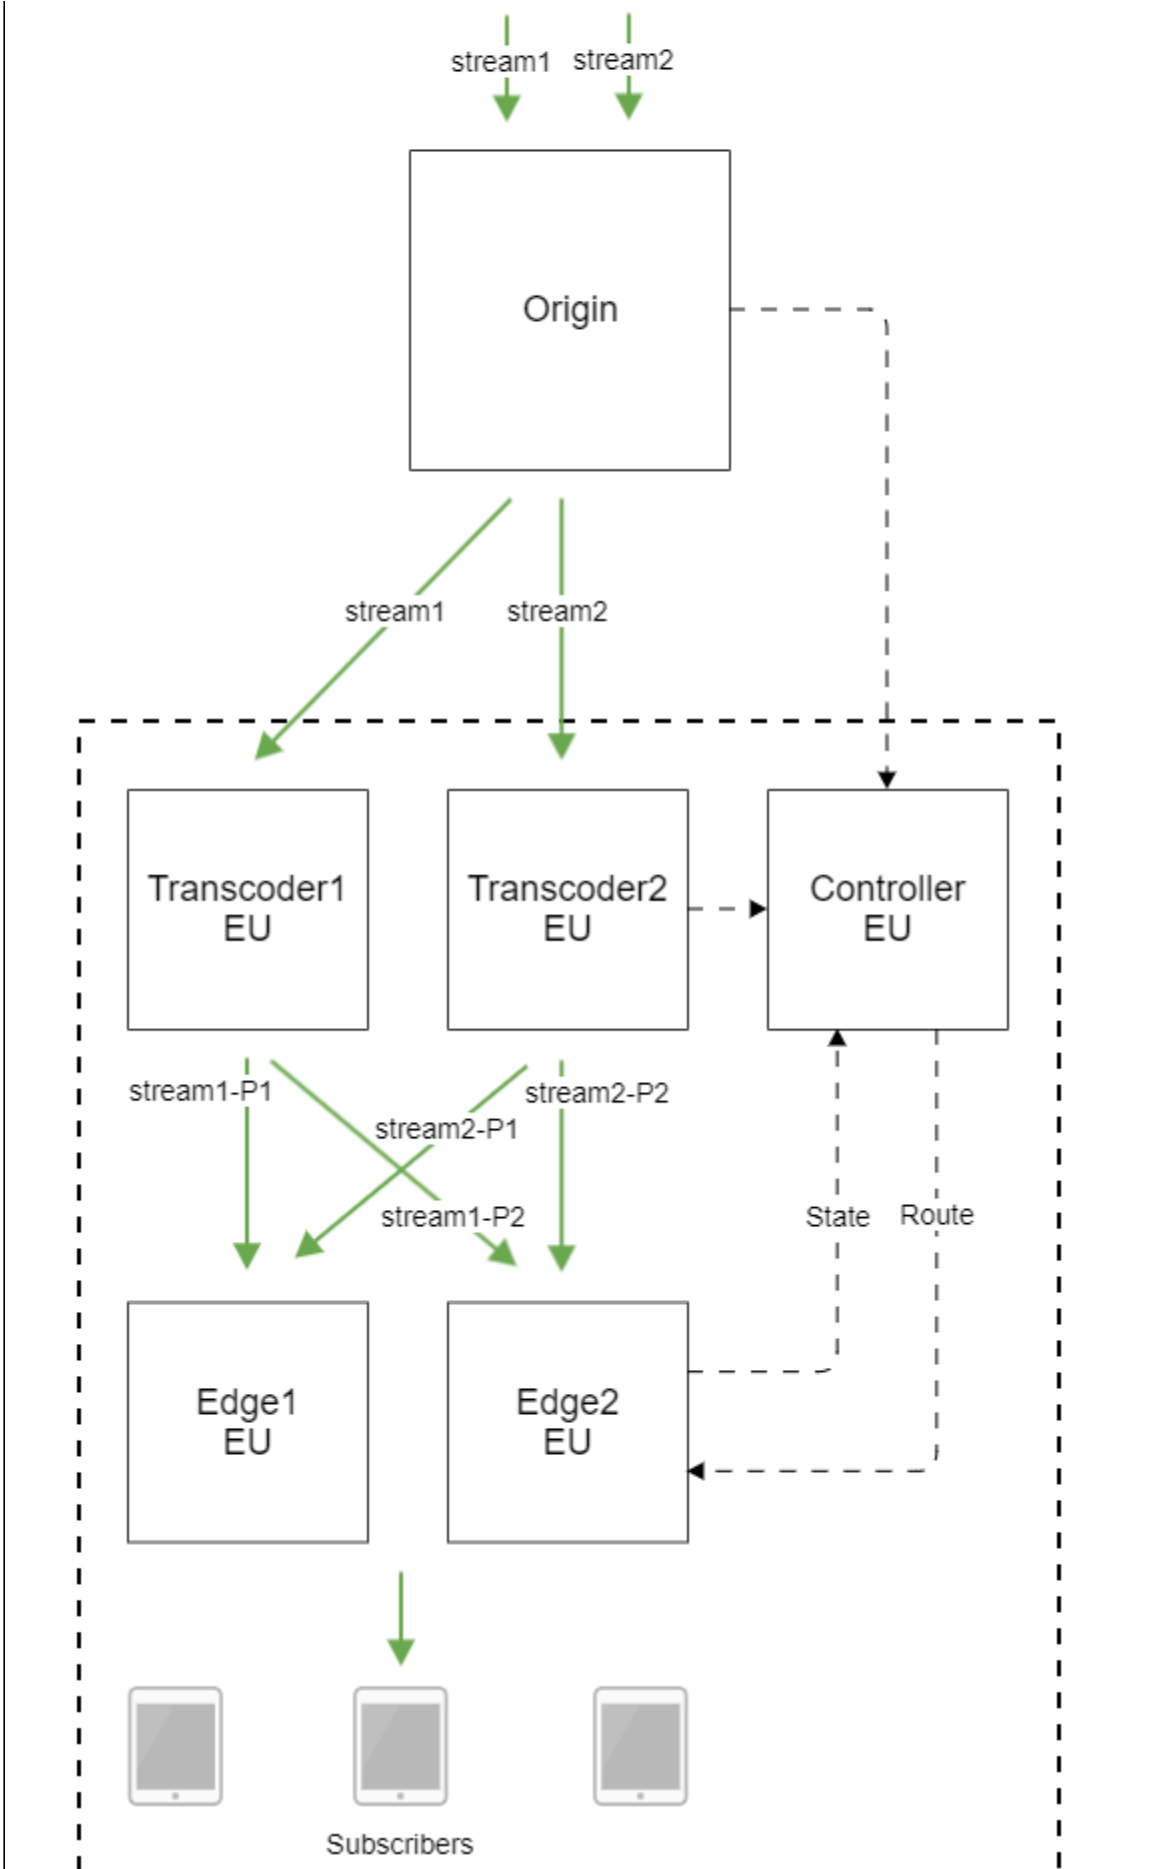 stream1
stream2
Origin
stream1
stream2
Transcoder1
EU
Transcoder2
EU
Controller
EU
stream1-P1
stream2-P2
stream2-P1
stream1-P2
State
Route
Edge1
EU
Edge2
EU
Subscribers